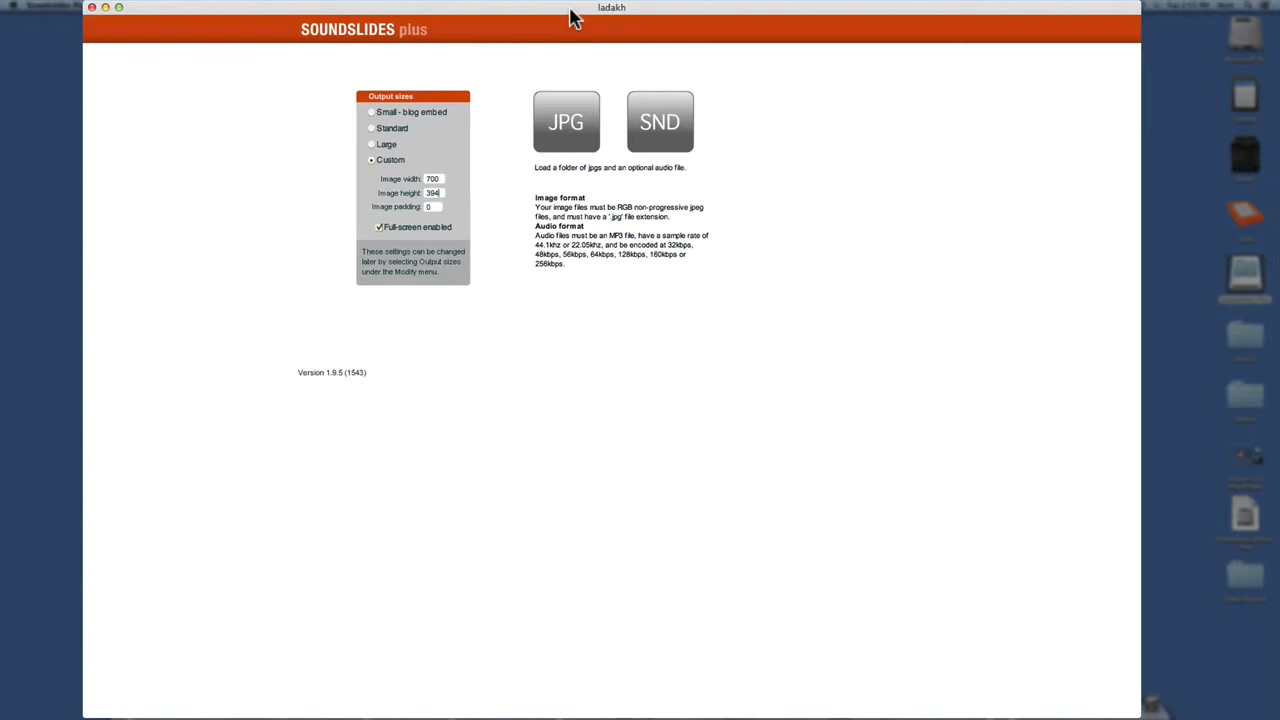 ladakh
SOUNDSLIDES plus
Output sizes
Small - blog embed
Standard
Large
Custom
Image width: 700
Image height: 394
Image padding: 0
Full-screen enabled
These settings can be changed
later by selecting Output sizes
under the Modify menu.
JPG SND
Load a folder of jpgs and an optional audio file.
Image format
Your image files must be RGB non-progressive jpeg
files, and must have a '.jpg' file extension.
Audio format
Audio files must be an MP3 file, have a sample rate of
44.1khz or 22.05khz, and be encoded at 32kbps,
48kbps, 56kbps, 64kbps, 128kbps, 160kbps or
256kbps.
Version 1.9.5 (1543)